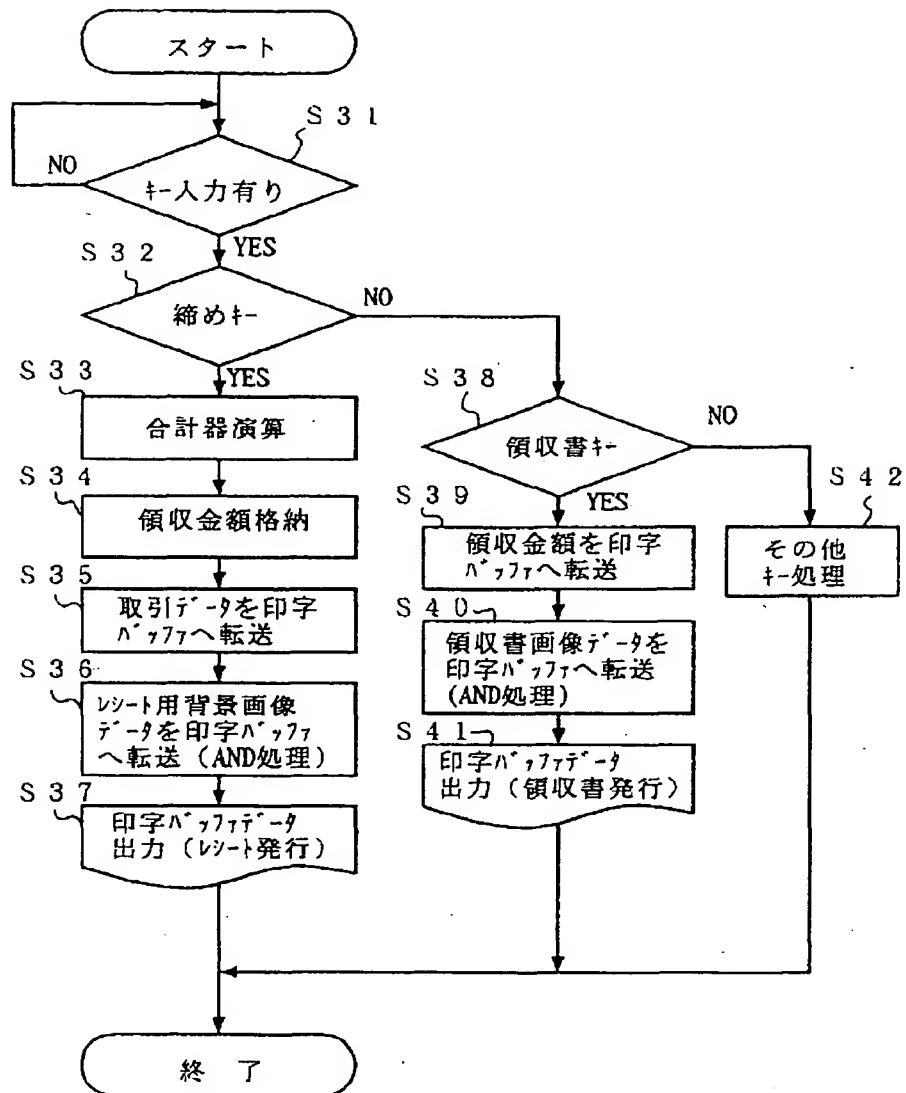 スタート
S31
NO
ｷｰ入力有り
YES
S32
締めｷｰ
NO
YES
S33
合計器演算
S34
領収金額格納
S35
取引ﾃﾞｰﾀを印字
ﾊﾞｯﾌｧへ転送
S36
ﾚｼｰﾄ用背景画像
ﾃﾞｰﾀを印字ﾊﾞｯﾌｧ
へ転送（AND処理）
S37
印字ﾊﾞｯﾌｧﾃﾞｰﾀ
出力（ﾚｼｰﾄ発行）
S38
領収書ｷｰ
NO
YES
S39
領収金額を印字
ﾊﾞｯﾌｧへ転送
S40
領収書画像ﾃﾞｰﾀを
印字ﾊﾞｯﾌｧへ転送
(AND処理)
S41
印字ﾊﾞｯﾌｧﾃﾞｰﾀ
出力（領収書発行）
S42
その他
ｷｰ処理
終 了